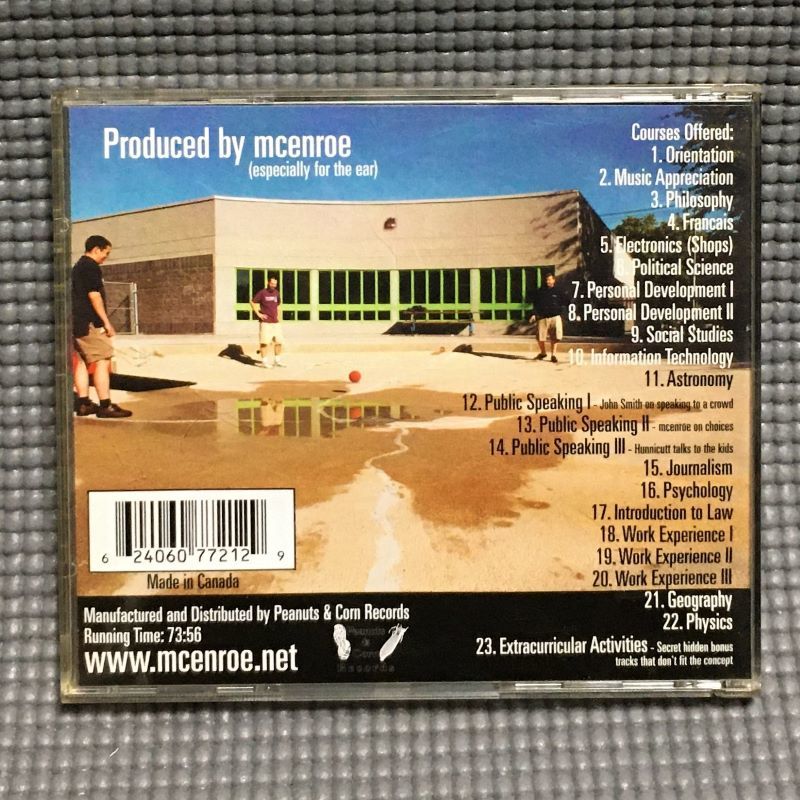 Produced by mcenroe
(especially for the ear)
Courses Offered:
1. Orientation
2. Music Appreciation
3. Philosophy
4. Francais
5. Electronics (Shops)
6. Political Science
7. Personal Development I
8. Personal Development II
9. Social Studies
10. Information Technology
11. Astronomy
12. Public Speaking I - John Smith on speaking to a crowd
13. Public Speaking II - mcenroe on choices
14. Public Speaking III - Hunnicutt talks to the kids
15. Journalism
16. Psychology
17. Introduction to Law
18. Work Experience I
19. Work Experience II
20. Work Experience III
21. Geography
22. Physics
23. Extracurricular Activities - Secret hidden bonus
tracks that don't fit the concept
6 24060 77212 9
Made in Canada
Manufactured and Distributed by Peanuts & Corn Records
Running Time: 73:56
www.mcenroe.net
Peanuts
&
Corn
Records